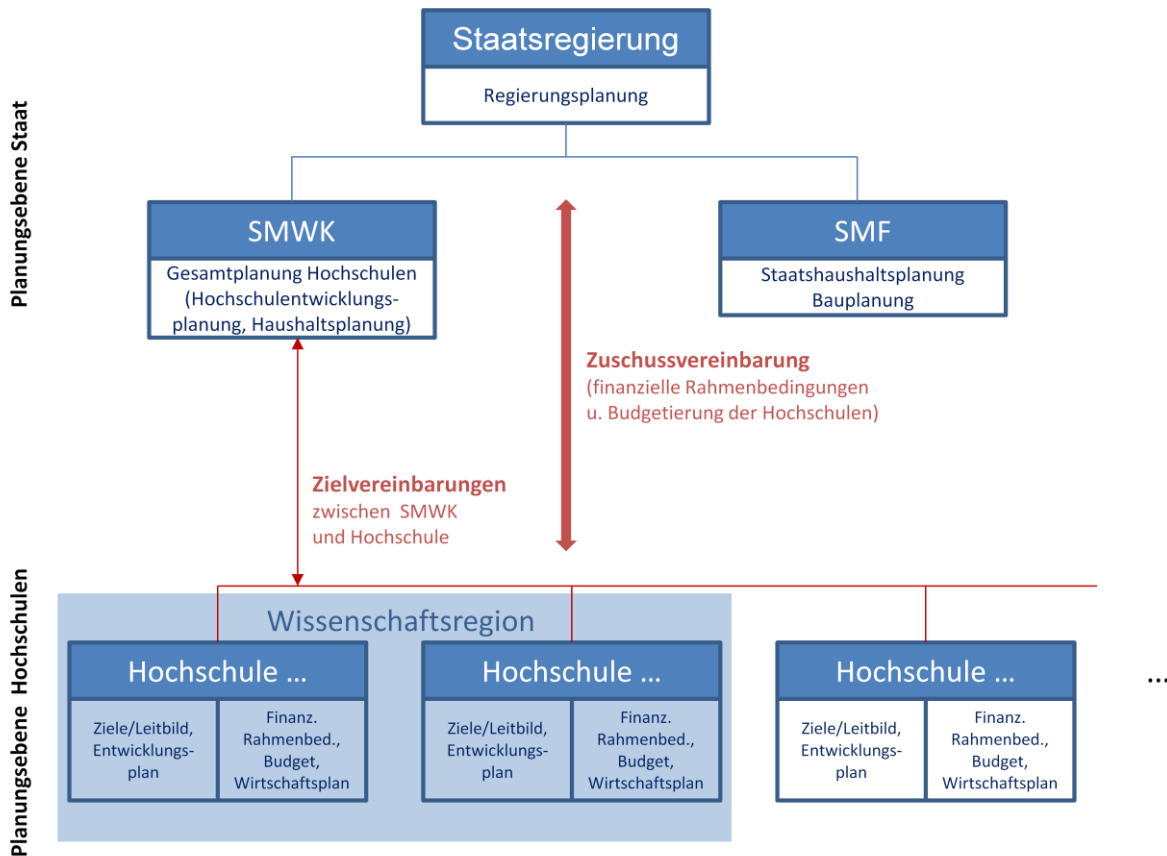 Planungsebene Staat
Staatsregierung
Regierungsplanung
SMWK
Gesamtplanung Hochschulen
(Hochschulentwicklungs-
planung, Haushaltsplanung)
SMF
Staatshaushaltsplanung
Bauplanung
Zuschussvereinbarung
(finanzielle Rahmenbedingungen
u. Budgetierung der Hochschulen)
Zielvereinbarungen
zwischen SMWK
und Hochschule
Planungsebene Hochschulen
Wissenschaftsregion
Hochschule ...
Ziele/Leitbild,
Entwicklungs-
plan
Finanz.
Rahmenbed.,
Budget,
Wirtschaftsplan
Hochschule ...
Ziele/Leitbild,
Entwicklungs-
plan
Finanz.
Rahmenbed.,
Budget,
Wirtschaftsplan
Hochschule ...
Ziele/Leitbild,
Entwicklungs-
plan
Finanz.
Rahmenbed.,
Budget,
Wirtschaftsplan
...